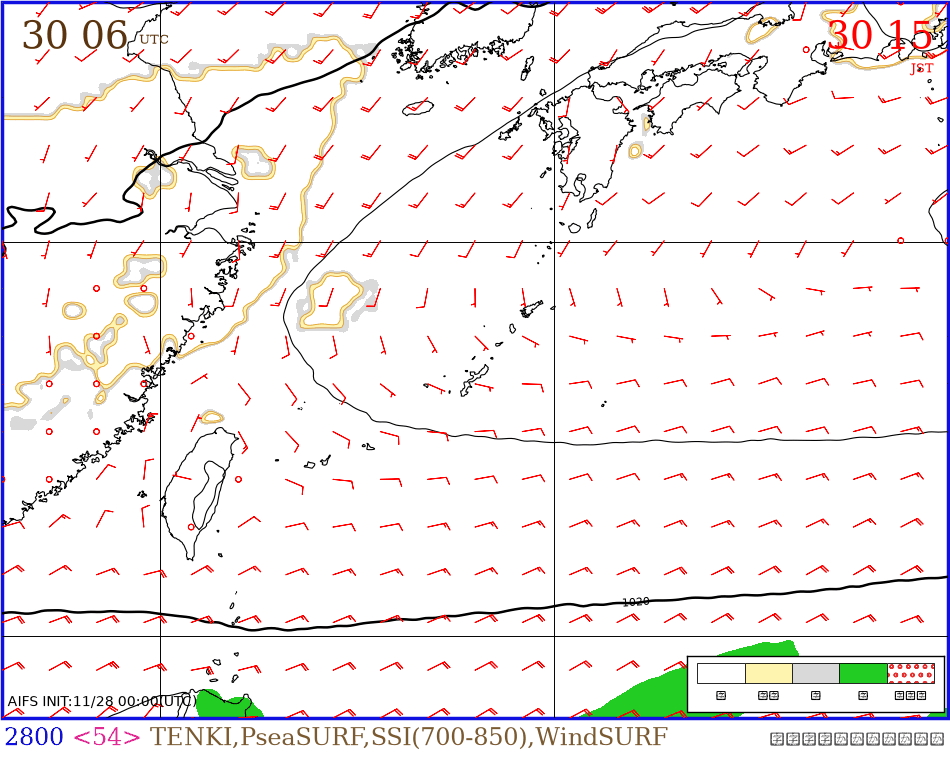 30 06 UTC
30 15
JST
1020
AIFS INIT:11/28 00:00(UTC)
2800 <54> TENKI,PseaSURF,SSI(700-850),WindSURF